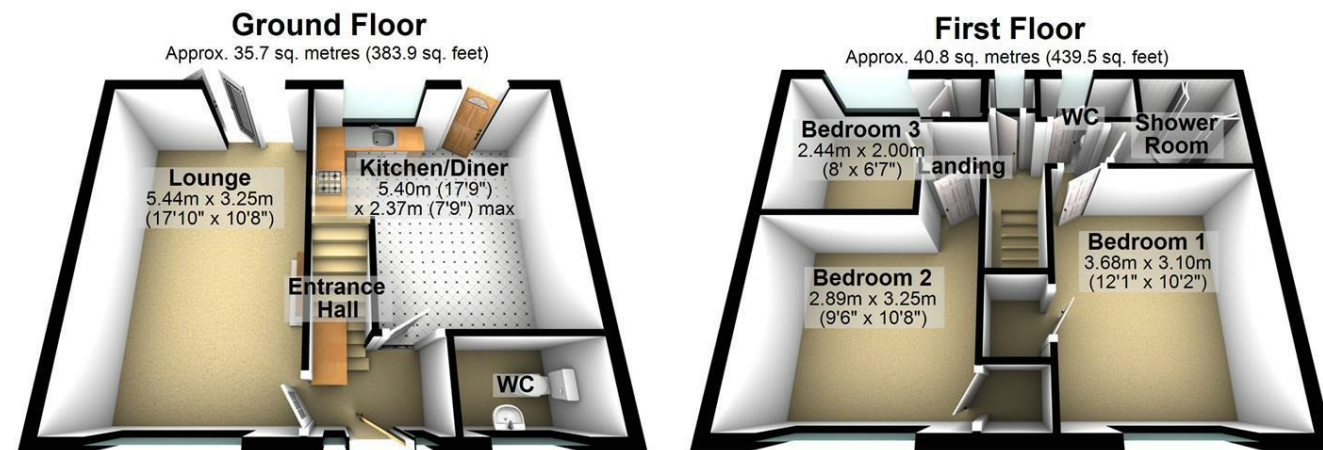 Ground Floor
Approx. 35.7 sq. metres (383.9 sq. feet)
Lounge
5.44m x 3.25m
(17'10" x 10'8")
Kitchen/Diner
5.40m (17'9")
x 2.37m (7'9") max
Entrance
Hall
WC
First Floor
Approx. 40.8 sq. metres (439.5 sq. feet)
Bedroom 3
2.44m x 2.00m
(8' x 6'7")
Landing
WC
Shower
Room
Bedroom 2
2.89m x 3.25m
(9'6" x 10'8")
Bedroom 1
3.68m x 3.10m
(12'1" x 10'2")